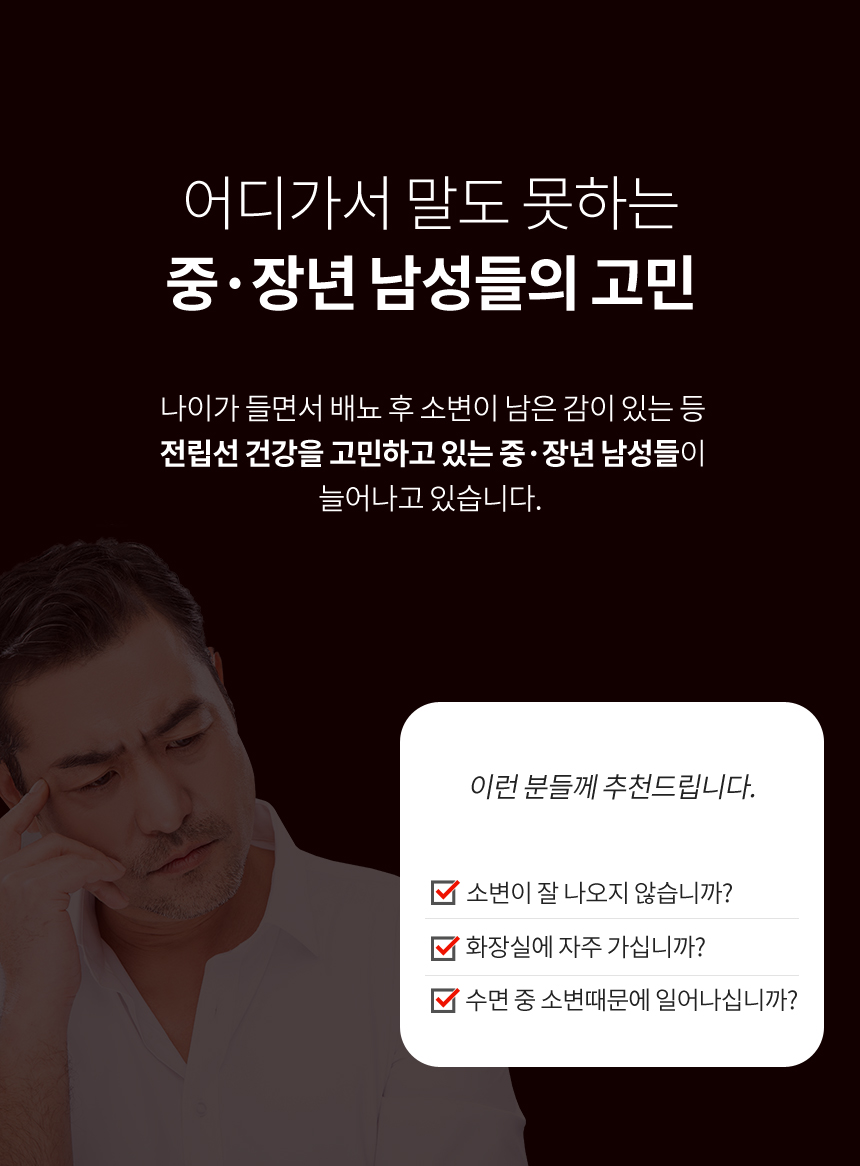 어디가서 말도 못하는
중·장년 남성들의 고민
나이가 들면서 배뇨 후 소변이 남은 감이 있는 등
전립선 건강을 고민하고 있는 중·장년 남성들이
늘어나고 있습니다.
이런 분들께 추천드립니다.
소변이 잘 나오지 않습니까?
화장실에 자주 가십니까?
수면 중 소변때문에 일어나십니까?